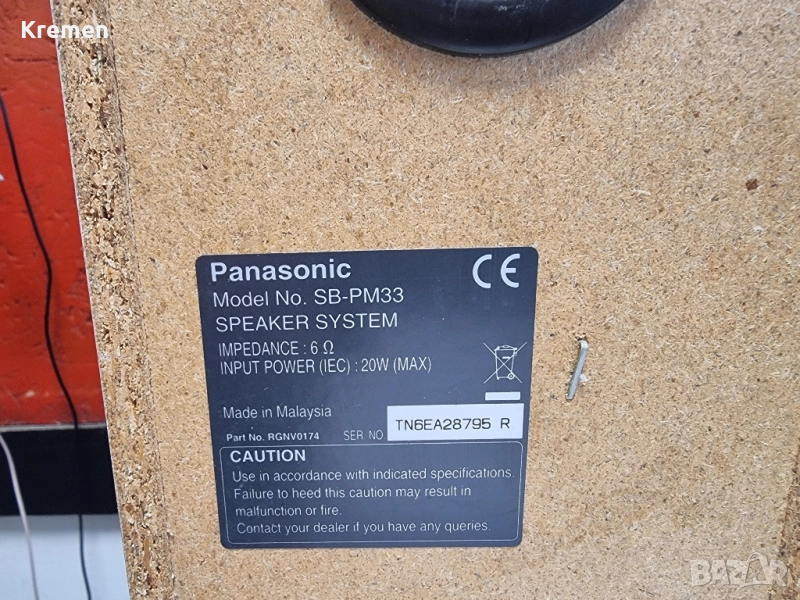 Kremen
Panasonic
CE
Model No. SB-PM33
SPEAKER SYSTEM
IMPEDANCE : 6 Ω
INPUT POWER (IEC) : 20W (MAX)
Made in Malaysia
Part No. RGNV0174 SER NO TN6EA28795 R
CAUTION
Use in accordance with indicated specifications.
Failure to heed this caution may result in
malfunction or fire.
Contact your dealer if you have any queries.
BAZAR